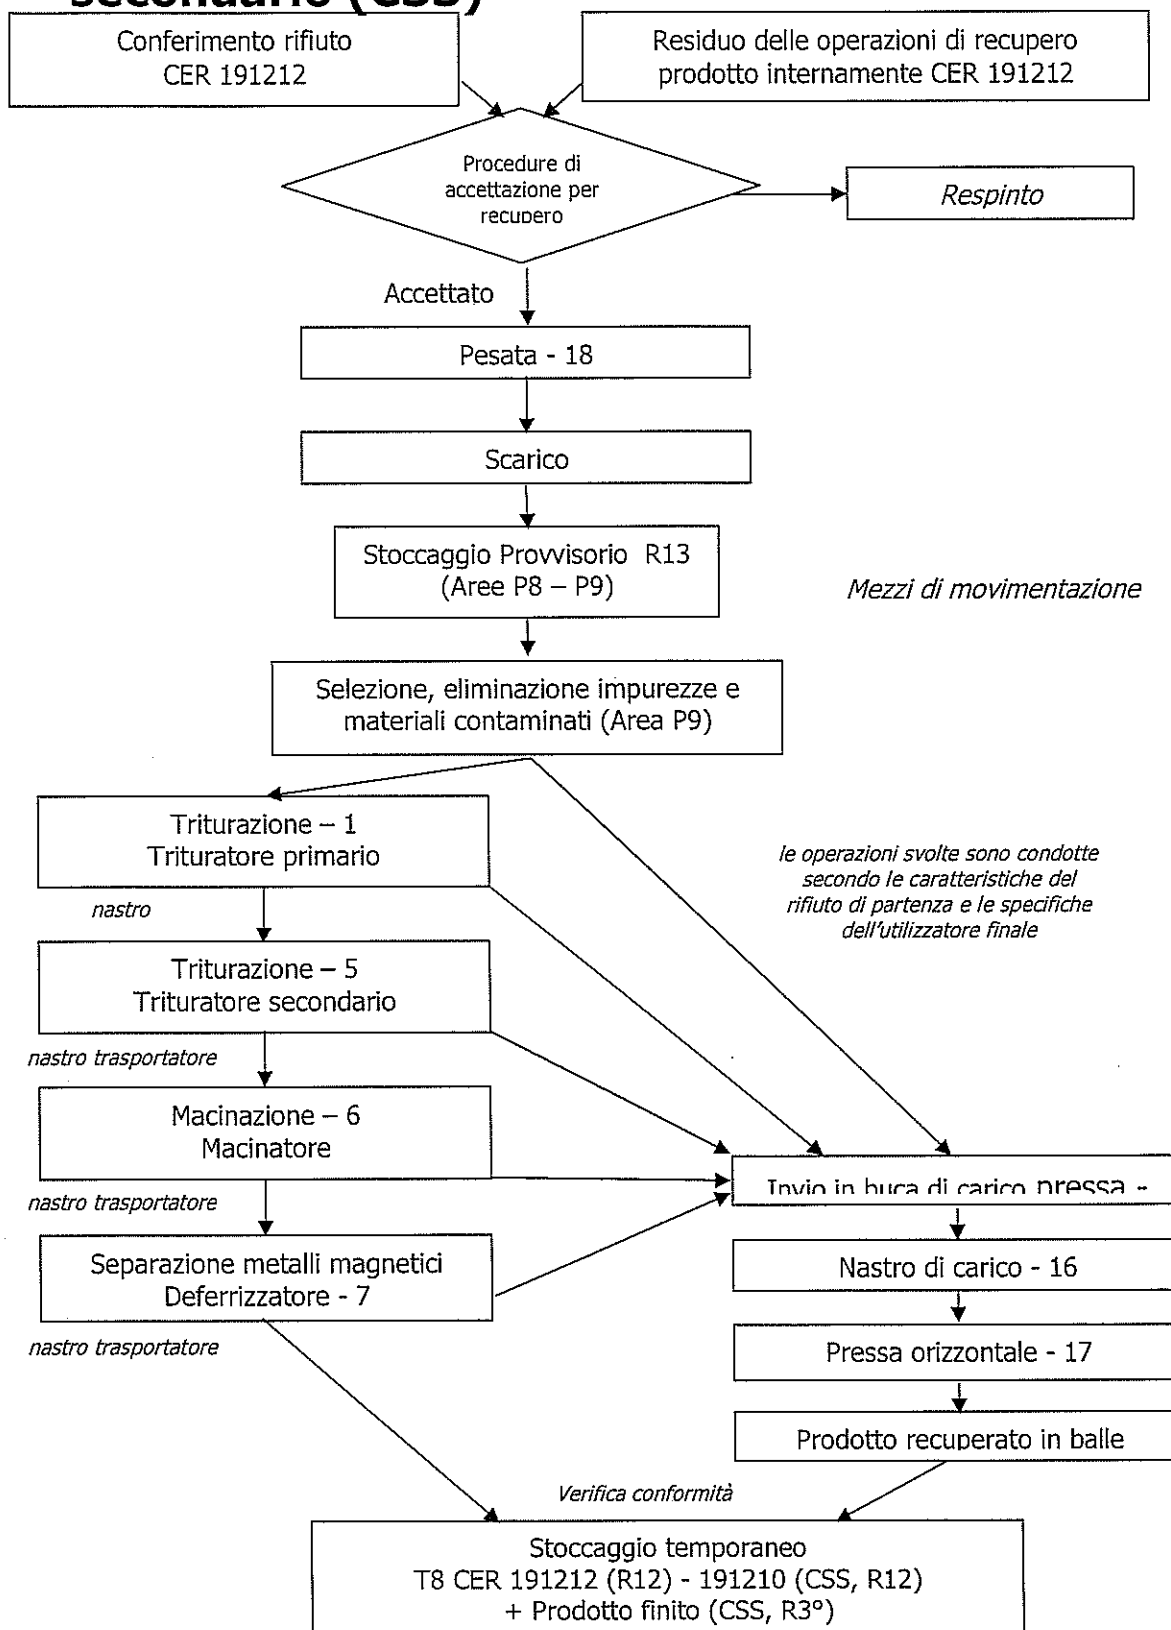 secondario (CSS)
Conferimento rifiuto
CER 191212
Residuo delle operazioni di recupero
prodotto internamente CER 191212
Procedure di
accettazione per
recupero
Respinto
Accettato
Pesata - 18
Scarico
Stoccaggio Provvisorio R13
(Aree P8 – P9)
Mezzi di movimentazione
Selezione, eliminazione impurezze e
materiali contaminati (Area P9)
Triturazione – 1
Trituratore primario
le operazioni svolte sono condotte
secondo le caratteristiche del
rifiuto di partenza e le specifiche
dell'utilizzatore finale
nastro
Triturazione – 5
Trituratore secondario
nastro trasportatore
Macinazione – 6
Macinatore
Invio in buca di carico pressa -
nastro trasportatore
Separazione metalli magnetici
Deferrizzatore - 7
Nastro di carico - 16
nastro trasportatore
Pressa orizzontale - 17
Prodotto recuperato in balle
Verifica conformità
Stoccaggio temporaneo
T8 CER 191212 (R12) - 191210 (CSS, R12)
+ Prodotto finito (CSS, R3°)